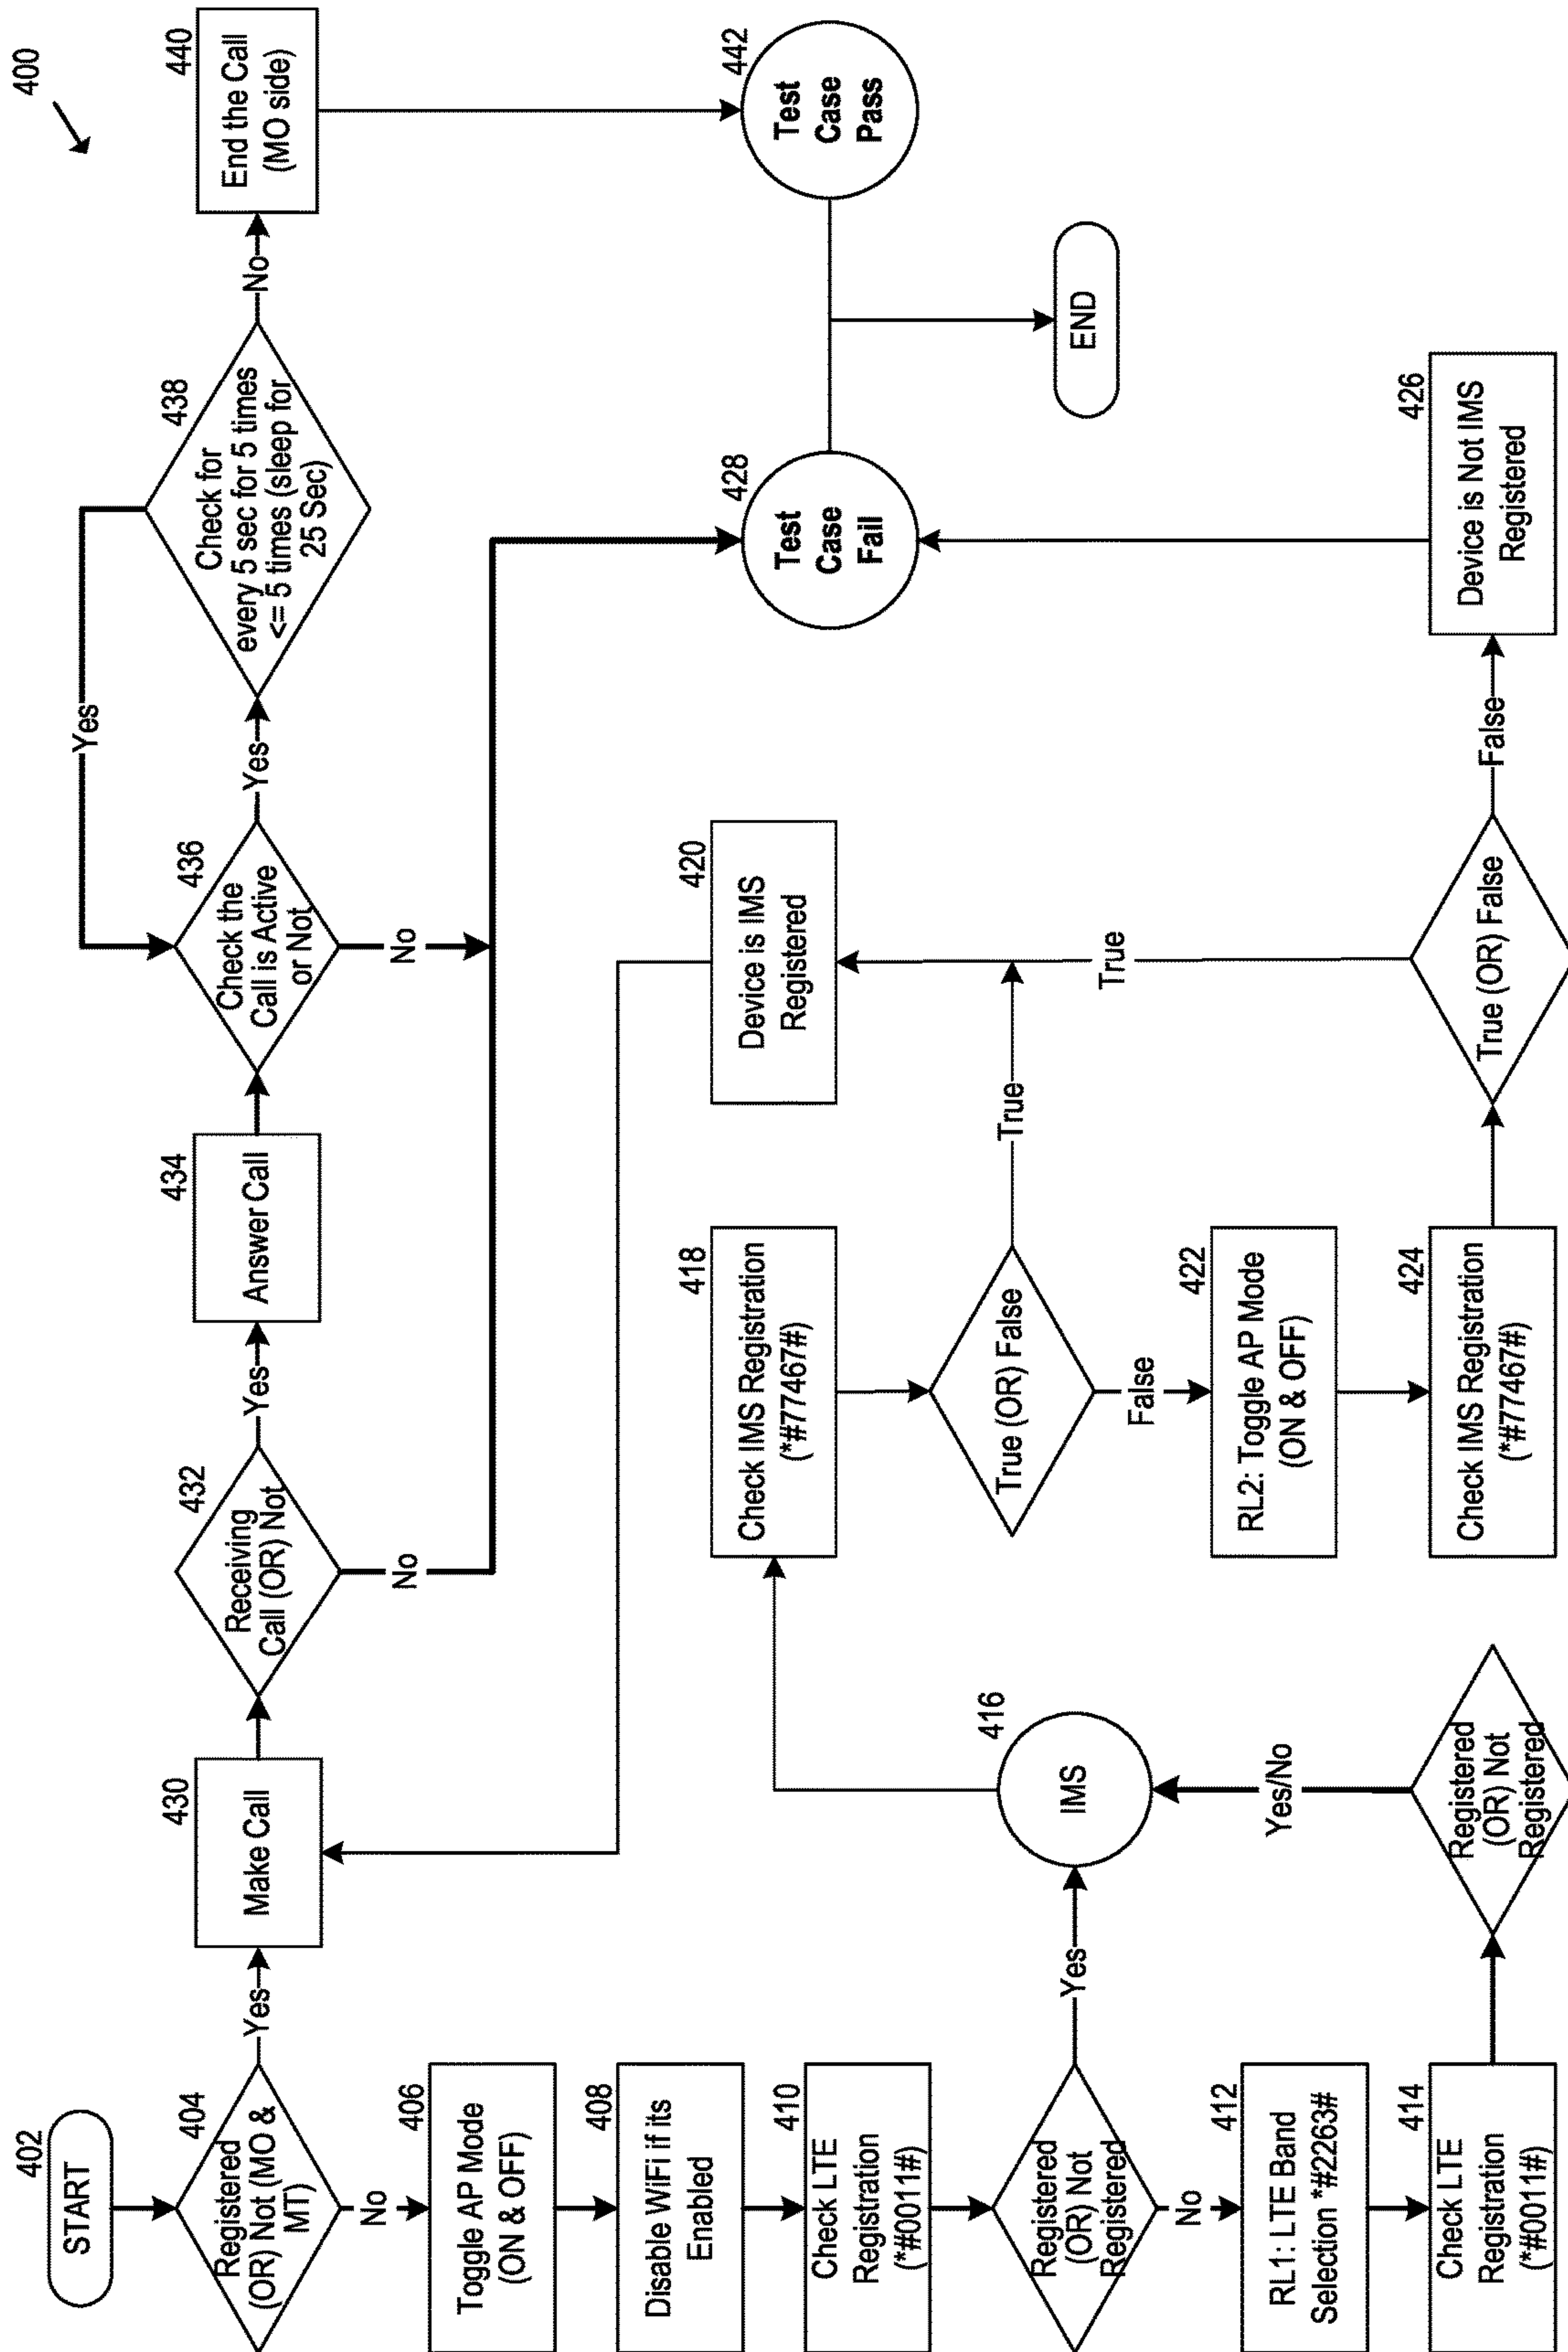 400
402
START
404
Registered
(OR) Not (MO &
MT)
Yes
No
406
Toggle AP Mode
(ON & OFF)
408
Disable WiFi if its
Enabled
410
Check LTE
Registration
(*#0011#)
Registered
(OR) Not
Registered
Yes
No
412
RL1: LTE Band
Selection *#2263#
414
Check LTE
Registration
(*#0011#)
Registered
(OR) Not
Registered
Yes/No
416
IMS
418
Check IMS Registration
(*#77467#)
True (OR) False
True
False
420
Device is IMS
Registered
422
RL2: Toggle AP Mode
(ON & OFF)
424
Check IMS Registration
(*#77467#)
True (OR) False
True
False
426
Device is Not IMS
Registered
428
Test
Case
Fail
430
Make Call
432
Receiving
Call (OR) Not
Yes
No
434
Answer Call
436
Check the
Call is Active
or Not
Yes
No
438
Check for
every 5 sec for 5 times
<= 5 times (sleep for
25 Sec)
Yes
No
440
End the Call
(MO side)
442
Test
Case
Pass
END